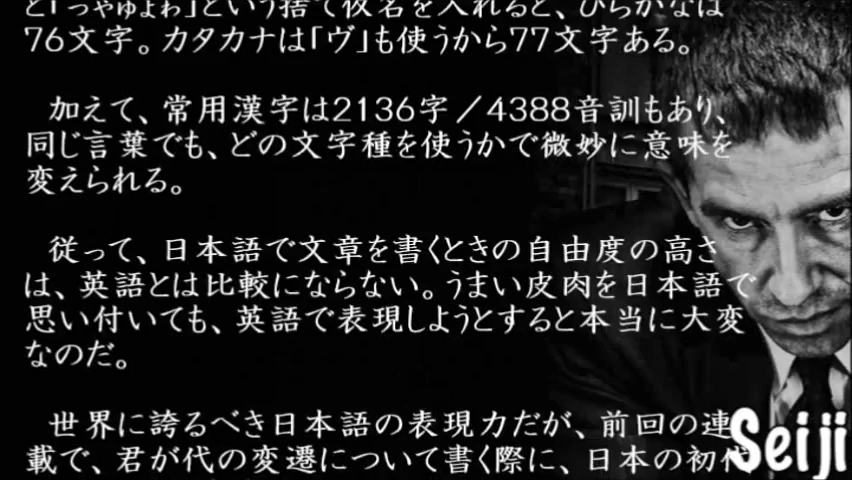 と「っゃゅょゎ」という捨て仮名を入れると、ひらがなは
76文字。カタカナは「ヴ」も使うから77文字ある。
加えて、常用漢字は2136字／4388音訓もあり、
同じ言葉でも、どの文字種を使うかで微妙に意味を
変えられる。
従って、日本語で文章を書くときの自由度の高さ
は、英語とは比較にならない。うまい皮肉を日本語で
思い付いても、英語で表現しようとすると本当に大変
なのだ。
世界に誇るべき日本語の表現力だが、前回の連
載で、君が代の変遷について書く際に、日本の初代
Seiji